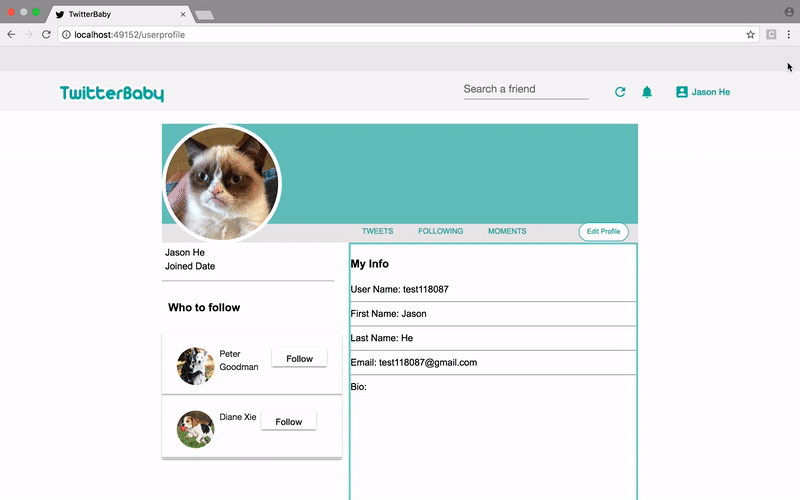 TwitterBaby
localhost:49152/userprofile
TwitterBaby
Search a friend
Jason He
TWEETS FOLLOWING MOMENTS Edit Profile
Jason He
Joined Date
Who to follow
Peter
Goodman
Follow
Diane Xie
Follow
My Info
User Name: test118087
First Name: Jason
Last Name: He
Email: test118087@gmail.com
Bio: